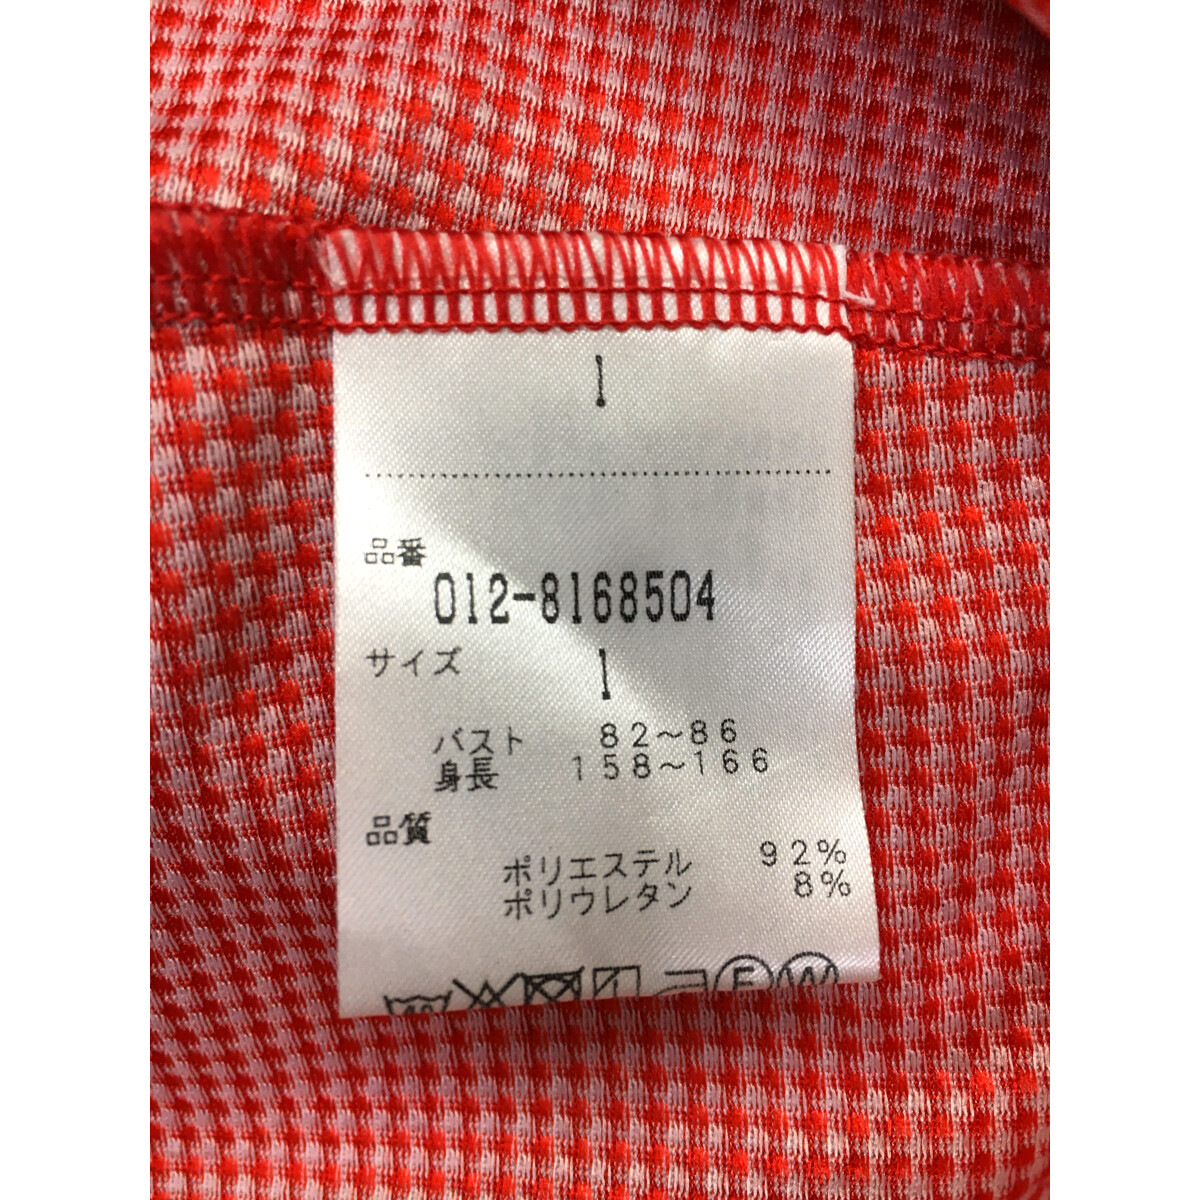 1
品番
012-8168504
サイズ 1
バスト 82～86
身長 158～166
品質
ポリエステル 92%
ポリウレタン 8%
40 F W